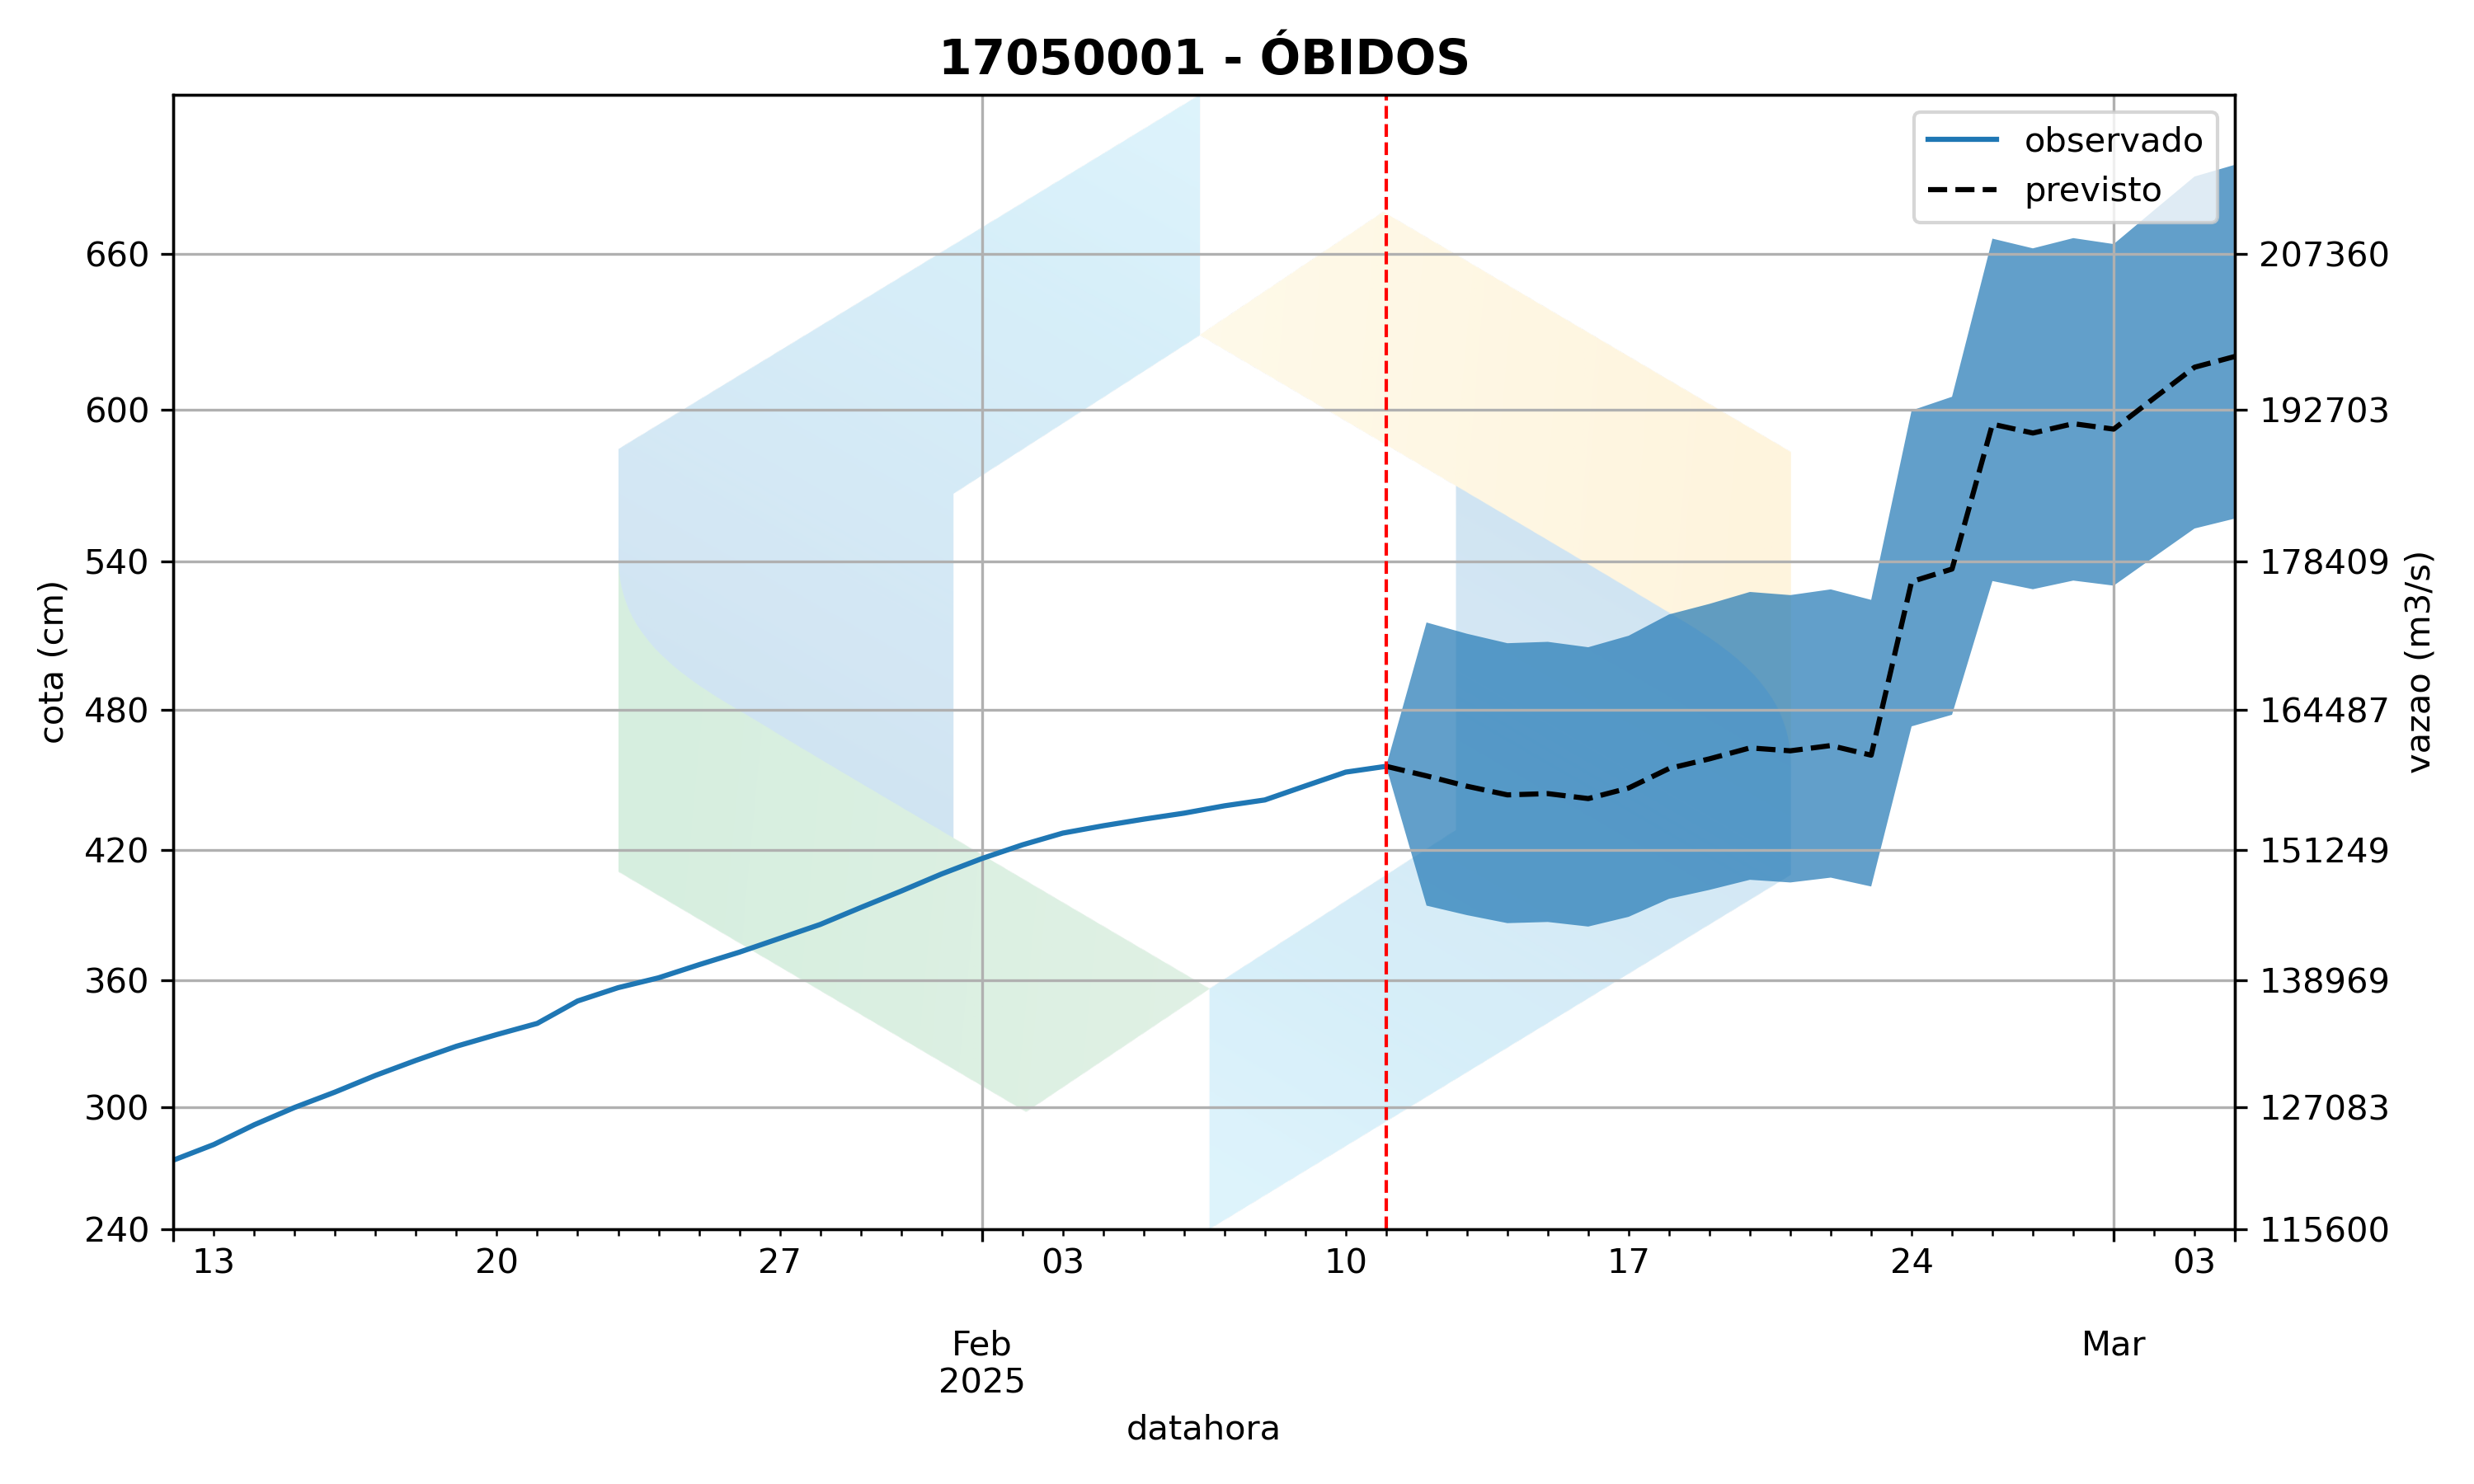 17050001 - ÓBIDOS
observado
previsto
cota (cm)
660
600
540
480
420
360
300
240
207360
192703
178409
164487
151249
138969
127083
115600
vazao (m3/s)
13 20 27 03 10 17 24 03
Feb Mar
2025
datahora